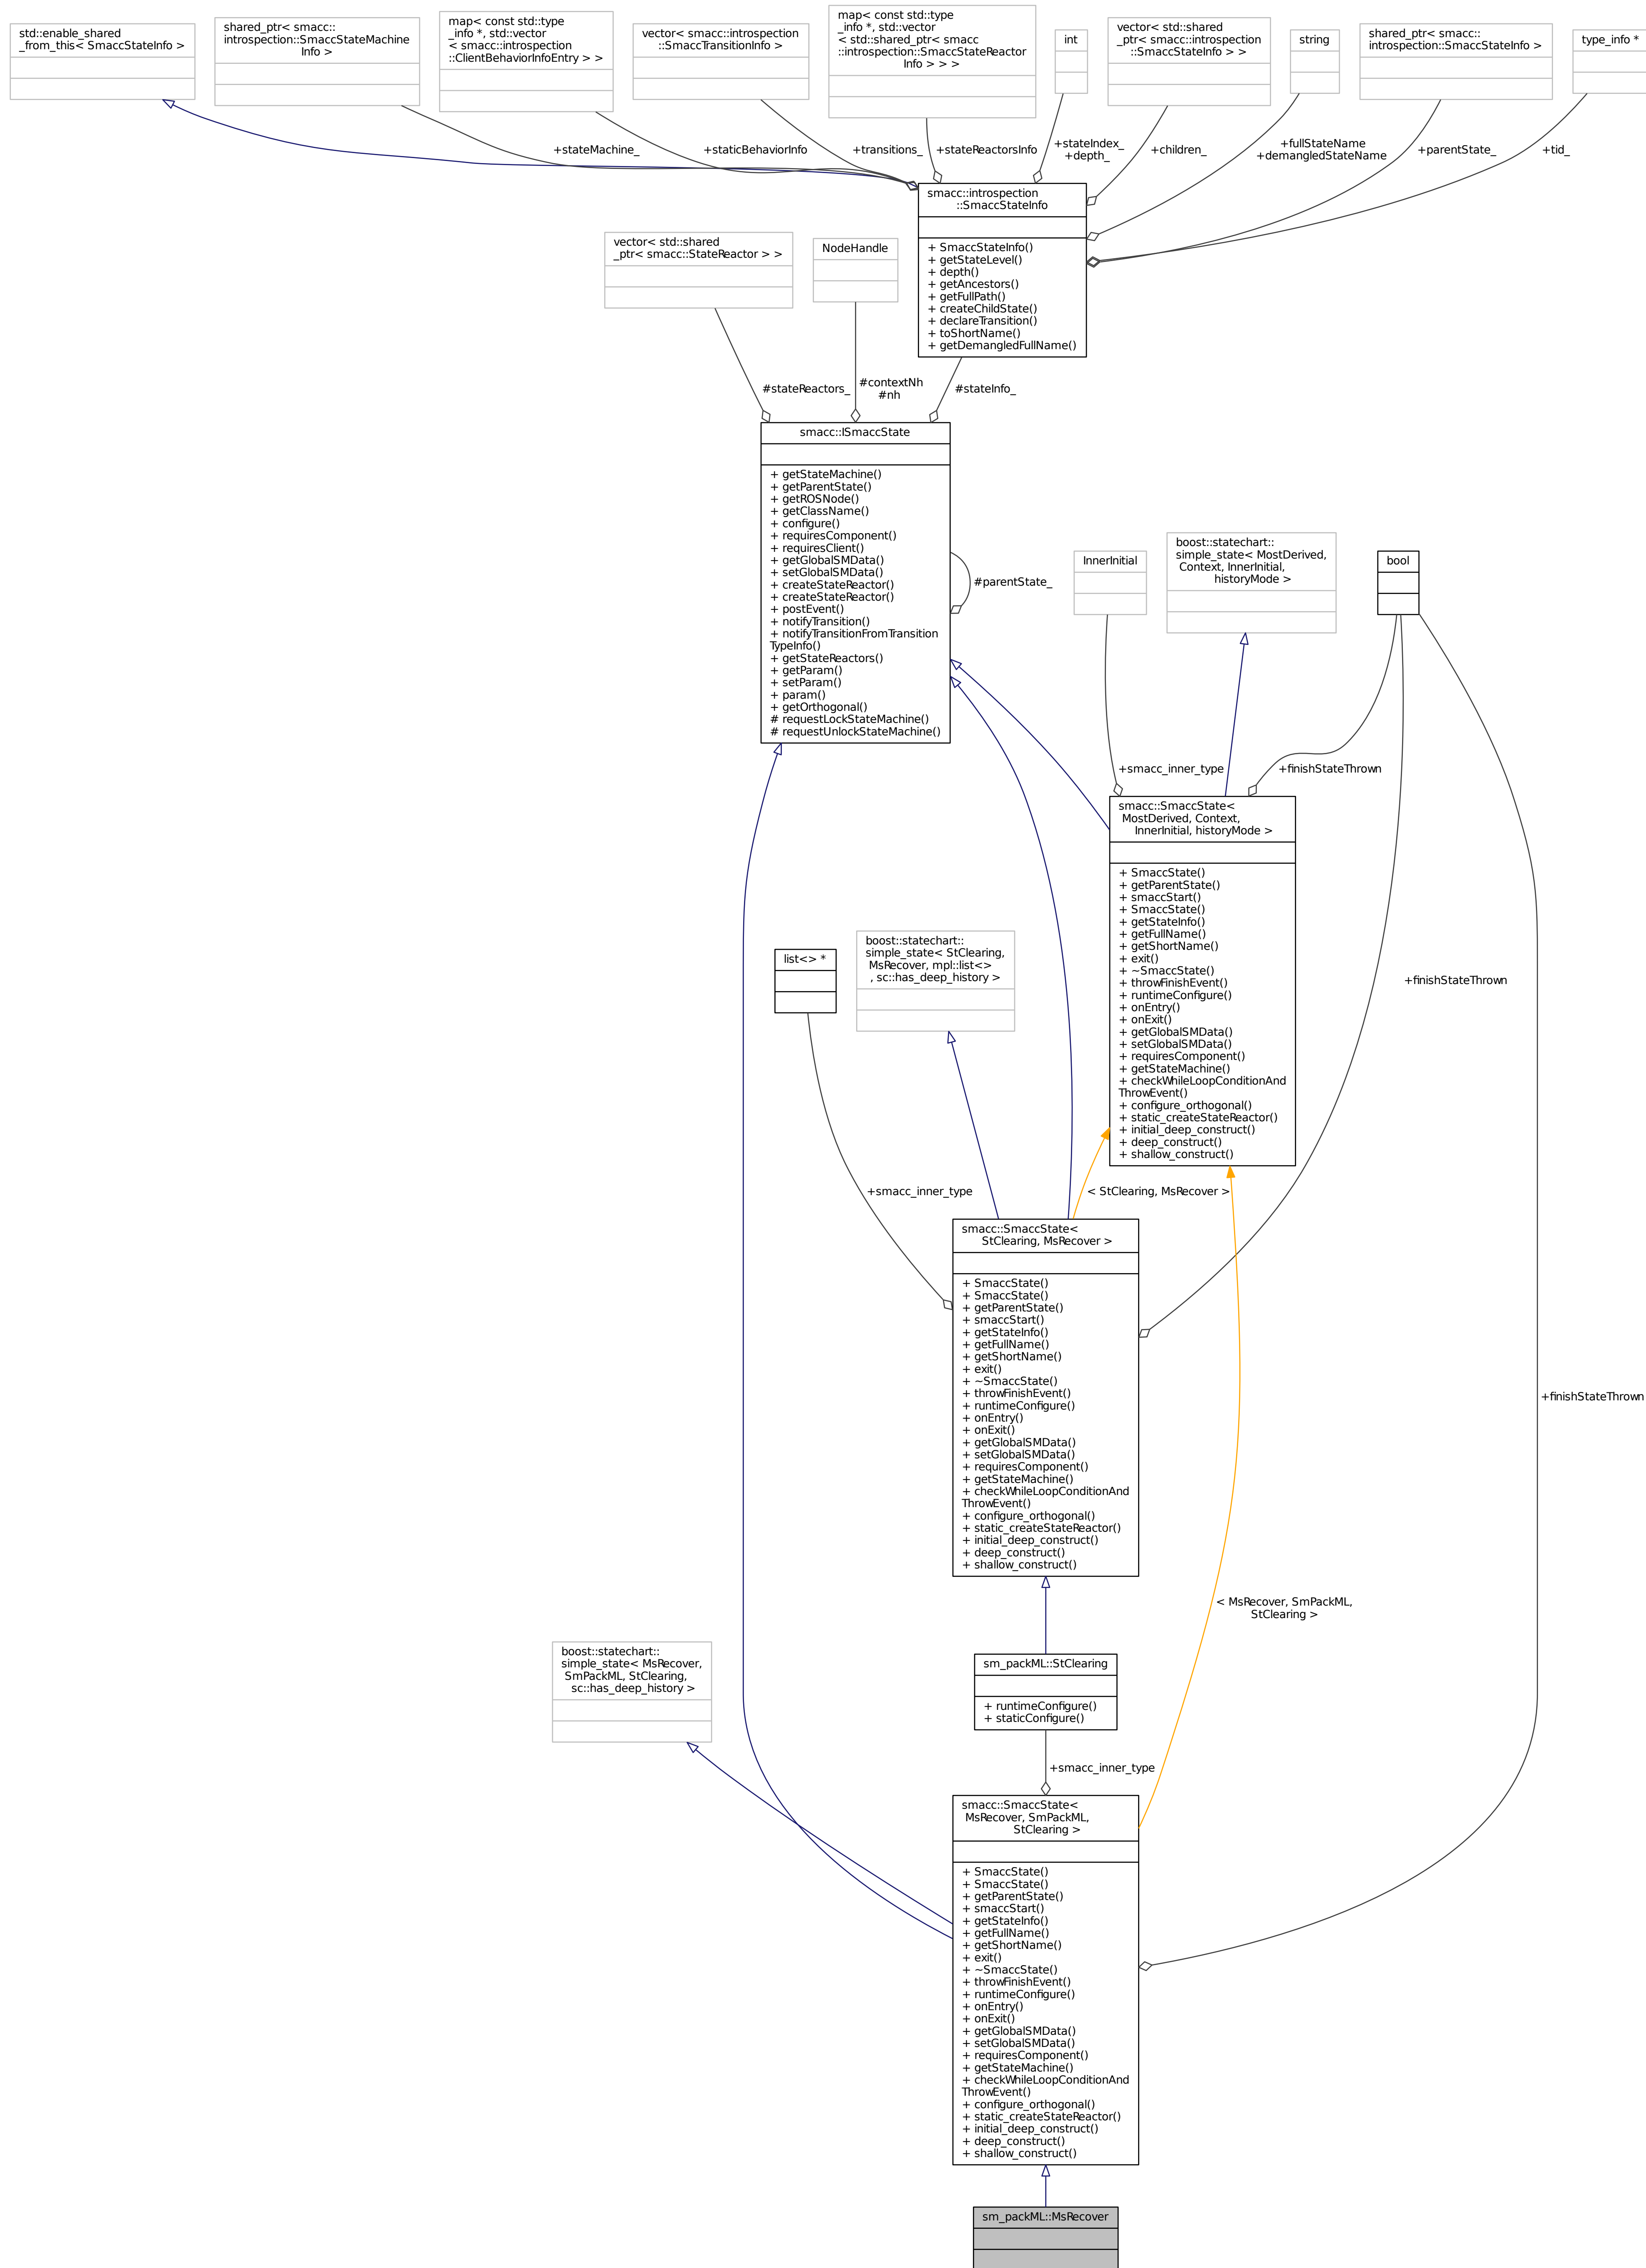 std::enable_shared
_from_this< SmaccStateInfo >
shared_ptr< smacc::
introspection::SmaccStateMachine
Info >
map< const std::type
_info *, std::vector
< smacc::introspection
::ClientBehaviorInfoEntry > >
vector< smacc::introspection
::SmaccTransitionInfo >
map< const std::type
_info *, std::vector
< std::shared_ptr< smacc
::introspection::SmaccStateReactor
Info > > >
int
vector< std::shared
_ptr< smacc::introspection
::SmaccStateInfo > >
string
shared_ptr< smacc::
introspection::SmaccStateInfo >
type_info *
+stateMachine_
+staticBehaviorInfo
+transitions_
+stateReactorsInfo
+stateIndex_
+depth_
+children_
+fullStateName
+demangledStateName
+parentState_
+tid_
smacc::introspection
::SmaccStateInfo
+ SmaccStateInfo()
+ getStateLevel()
+ depth()
+ getAncestors()
+ getFullPath()
+ createChildState()
+ declareTransition()
+ toShortName()
+ getDemangledFullName()
vector< std::shared
_ptr< smacc::StateReactor > >
NodeHandle
#stateReactors_
#contextNh
#nh
#stateInfo_
smacc::ISmaccState
+ getStateMachine()
+ getParentState()
+ getROSNode()
+ getClassName()
+ configure()
+ requiresComponent()
+ requiresClient()
+ getGlobalSMData()
+ setGlobalSMData()
+ createStateReactor()
+ createStateReactor()
+ postEvent()
+ notifyTransition()
+ notifyTransitionFromTransition
TypeInfo()
+ getStateReactors()
+ getParam()
+ setParam()
+ param()
+ getOrthogonal()
# requestLockStateMachine()
# requestUnlockStateMachine()
#parentState_
InnerInitial
boost::statechart::
simple_state< MostDerived,
Context, InnerInitial,
historyMode >
bool
+smacc_inner_type
+finishStateThrown
smacc::SmaccState<
MostDerived, Context,
InnerInitial, historyMode >
+ SmaccState()
+ getParentState()
+ smaccStart()
+ SmaccState()
+ getStateInfo()
+ getFullName()
+ getShortName()
+ exit()
+ ~SmaccState()
+ throwFinishEvent()
+ runtimeConfigure()
+ onEntry()
+ onExit()
+ getGlobalSMData()
+ setGlobalSMData()
+ requiresComponent()
+ getStateMachine()
+ checkWhileLoopConditionAnd
ThrowEvent()
+ configure_orthogonal()
+ static_createStateReactor()
+ initial_deep_construct()
+ deep_construct()
+ shallow_construct()
list<> *
boost::statechart::
simple_state< StClearing,
MsRecover, mpl::list<>
, sc::has_deep_history >
+finishStateThrown
+smacc_inner_type
< StClearing, MsRecover >
smacc::SmaccState<
StClearing, MsRecover >
+ SmaccState()
+ SmaccState()
+ getParentState()
+ smaccStart()
+ getStateInfo()
+ getFullName()
+ getShortName()
+ exit()
+ ~SmaccState()
+ throwFinishEvent()
+ runtimeConfigure()
+ onEntry()
+ onExit()
+ getGlobalSMData()
+ setGlobalSMData()
+ requiresComponent()
+ getStateMachine()
+ checkWhileLoopConditionAnd
ThrowEvent()
+ configure_orthogonal()
+ static_createStateReactor()
+ initial_deep_construct()
+ deep_construct()
+ shallow_construct()
+finishStateThrown
< MsRecover, SmPackML,
StClearing >
boost::statechart::
simple_state< MsRecover,
SmPackML, StClearing,
sc::has_deep_history >
sm_packML::StClearing
+ runtimeConfigure()
+ staticConfigure()
+smacc_inner_type
smacc::SmaccState<
MsRecover, SmPackML,
StClearing >
+ SmaccState()
+ SmaccState()
+ getParentState()
+ smaccStart()
+ getStateInfo()
+ getFullName()
+ getShortName()
+ exit()
+ ~SmaccState()
+ throwFinishEvent()
+ runtimeConfigure()
+ onEntry()
+ onExit()
+ getGlobalSMData()
+ setGlobalSMData()
+ requiresComponent()
+ getStateMachine()
+ checkWhileLoopConditionAnd
ThrowEvent()
+ configure_orthogonal()
+ static_createStateReactor()
+ initial_deep_construct()
+ deep_construct()
+ shallow_construct()
sm_packML::MsRecover